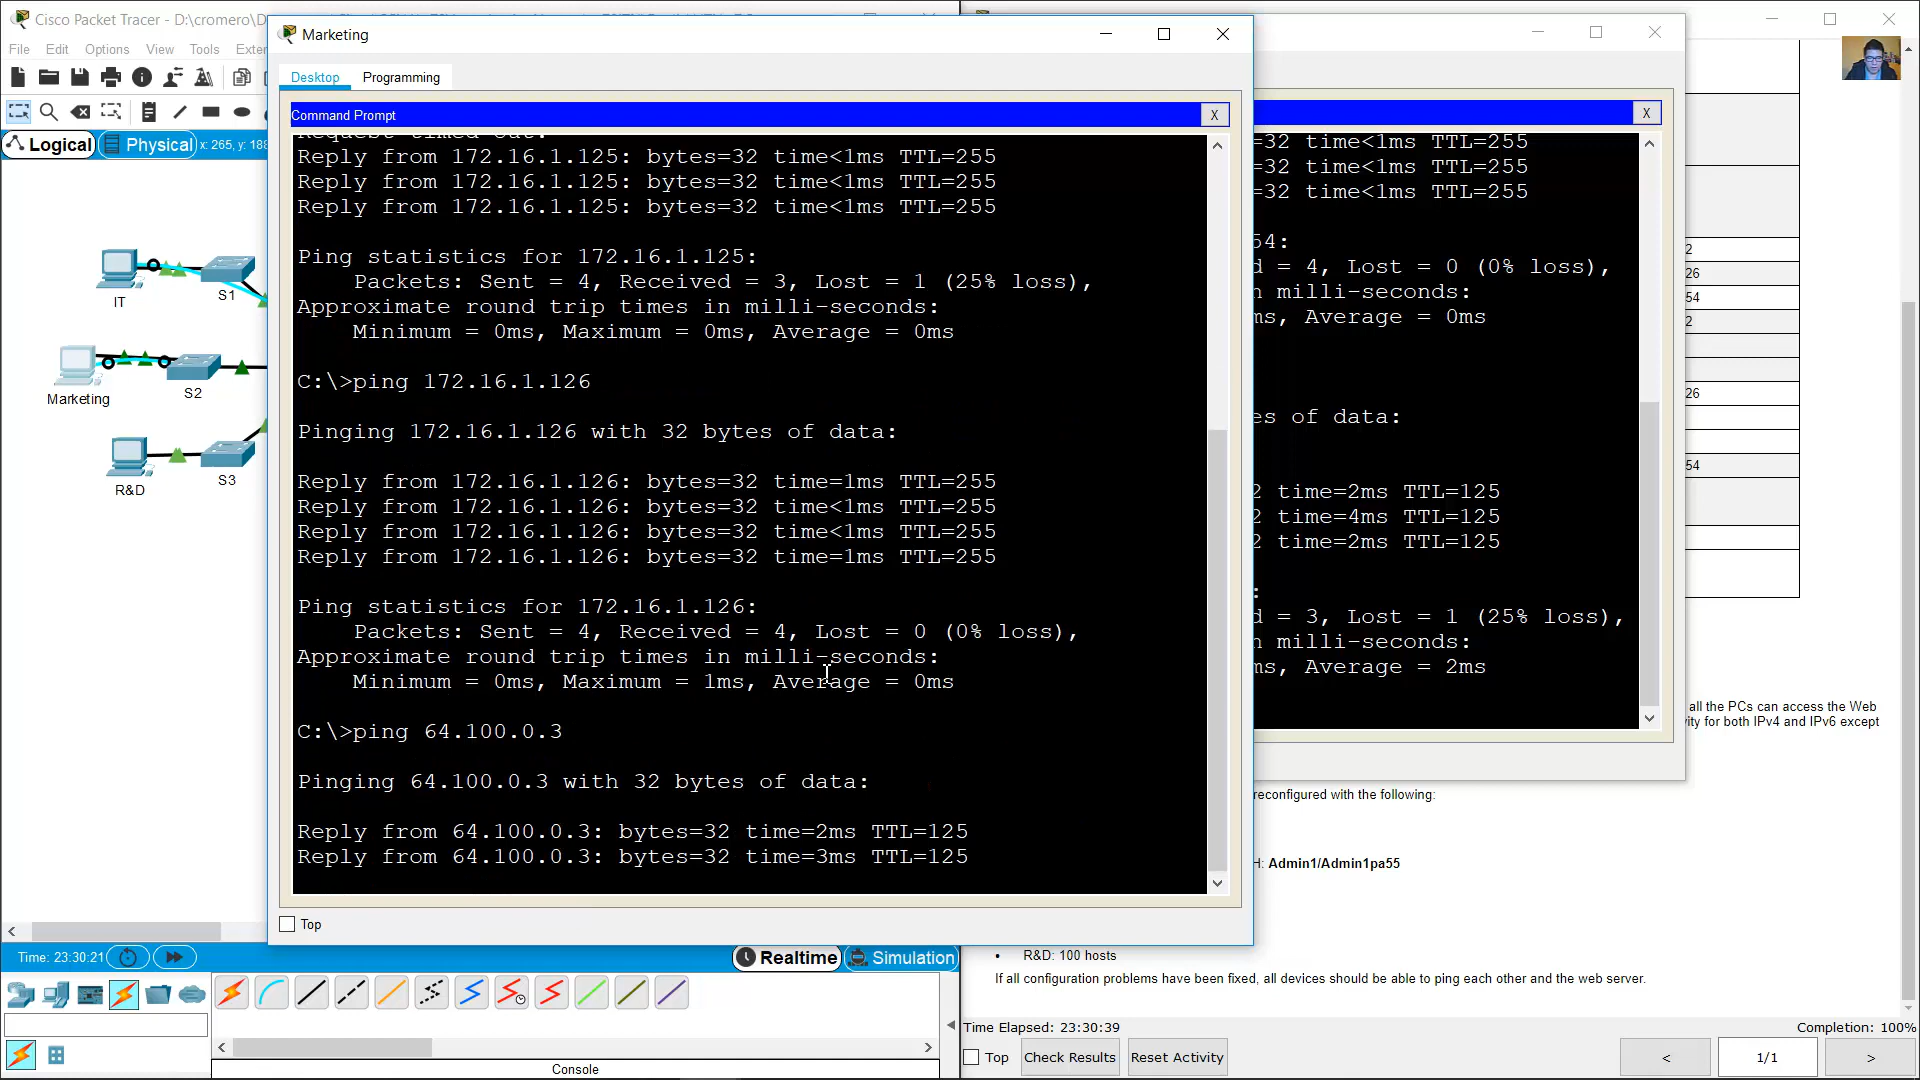 Cisco Packet Tracer - D:\cromero\D
File Edit Options View Tools Exten
Logical
Physical
x: 265, y: 188
IT
S1
Marketing
S2
R&D
S3
Marketing
Desktop Programming
Command Prompt
X
Request timed out.
Reply from 172.16.1.125: bytes=32 time<1ms TTL=255
Reply from 172.16.1.125: bytes=32 time<1ms TTL=255
Reply from 172.16.1.125: bytes=32 time<1ms TTL=255
Ping statistics for 172.16.1.125:
Packets: Sent = 4, Received = 3, Lost = 1 (25% loss),
Approximate round trip times in milli-seconds:
Minimum = 0ms, Maximum = 0ms, Average = 0ms
C:\>ping 172.16.1.126
Pinging 172.16.1.126 with 32 bytes of data:
Reply from 172.16.1.126: bytes=32 time=1ms TTL=255
Reply from 172.16.1.126: bytes=32 time<1ms TTL=255
Reply from 172.16.1.126: bytes=32 time<1ms TTL=255
Reply from 172.16.1.126: bytes=32 time=1ms TTL=255
Ping statistics for 172.16.1.126:
Packets: Sent = 4, Received = 4, Lost = 0 (0% loss),
Approximate round trip times in milli-seconds:
Minimum = 0ms, Maximum = 1ms, Average = 0ms
C:\>ping 64.100.0.3
Pinging 64.100.0.3 with 32 bytes of data:
Reply from 64.100.0.3: bytes=32 time=2ms TTL=125
Reply from 64.100.0.3: bytes=32 time=3ms TTL=125
Top
X
=32 time<1ms TTL=255
=32 time<1ms TTL=255
=32 time<1ms TTL=255
54:
d = 4, Lost = 0 (0% loss),
n milli-seconds:
ms, Average = 0ms
es of data:
2 time=2ms TTL=125
2 time=4ms TTL=125
2 time=2ms TTL=125
:
d = 3, Lost = 1 (25% loss),
n milli-seconds:
ms, Average = 2ms
2
26
54
2
26
54
all the PCs can access the Web
vity for both IPv4 and IPv6 except
reconfigured with the following:
H: Admin1/Admin1pa55
• R&D: 100 hosts
If all configuration problems have been fixed, all devices should be able to ping each other and the web server.
Time: 23:30:21
Realtime
Simulation
Console
Time Elapsed: 23:30:39
Completion: 100%
Top
Check Results
Reset Activity
<
1/1
>